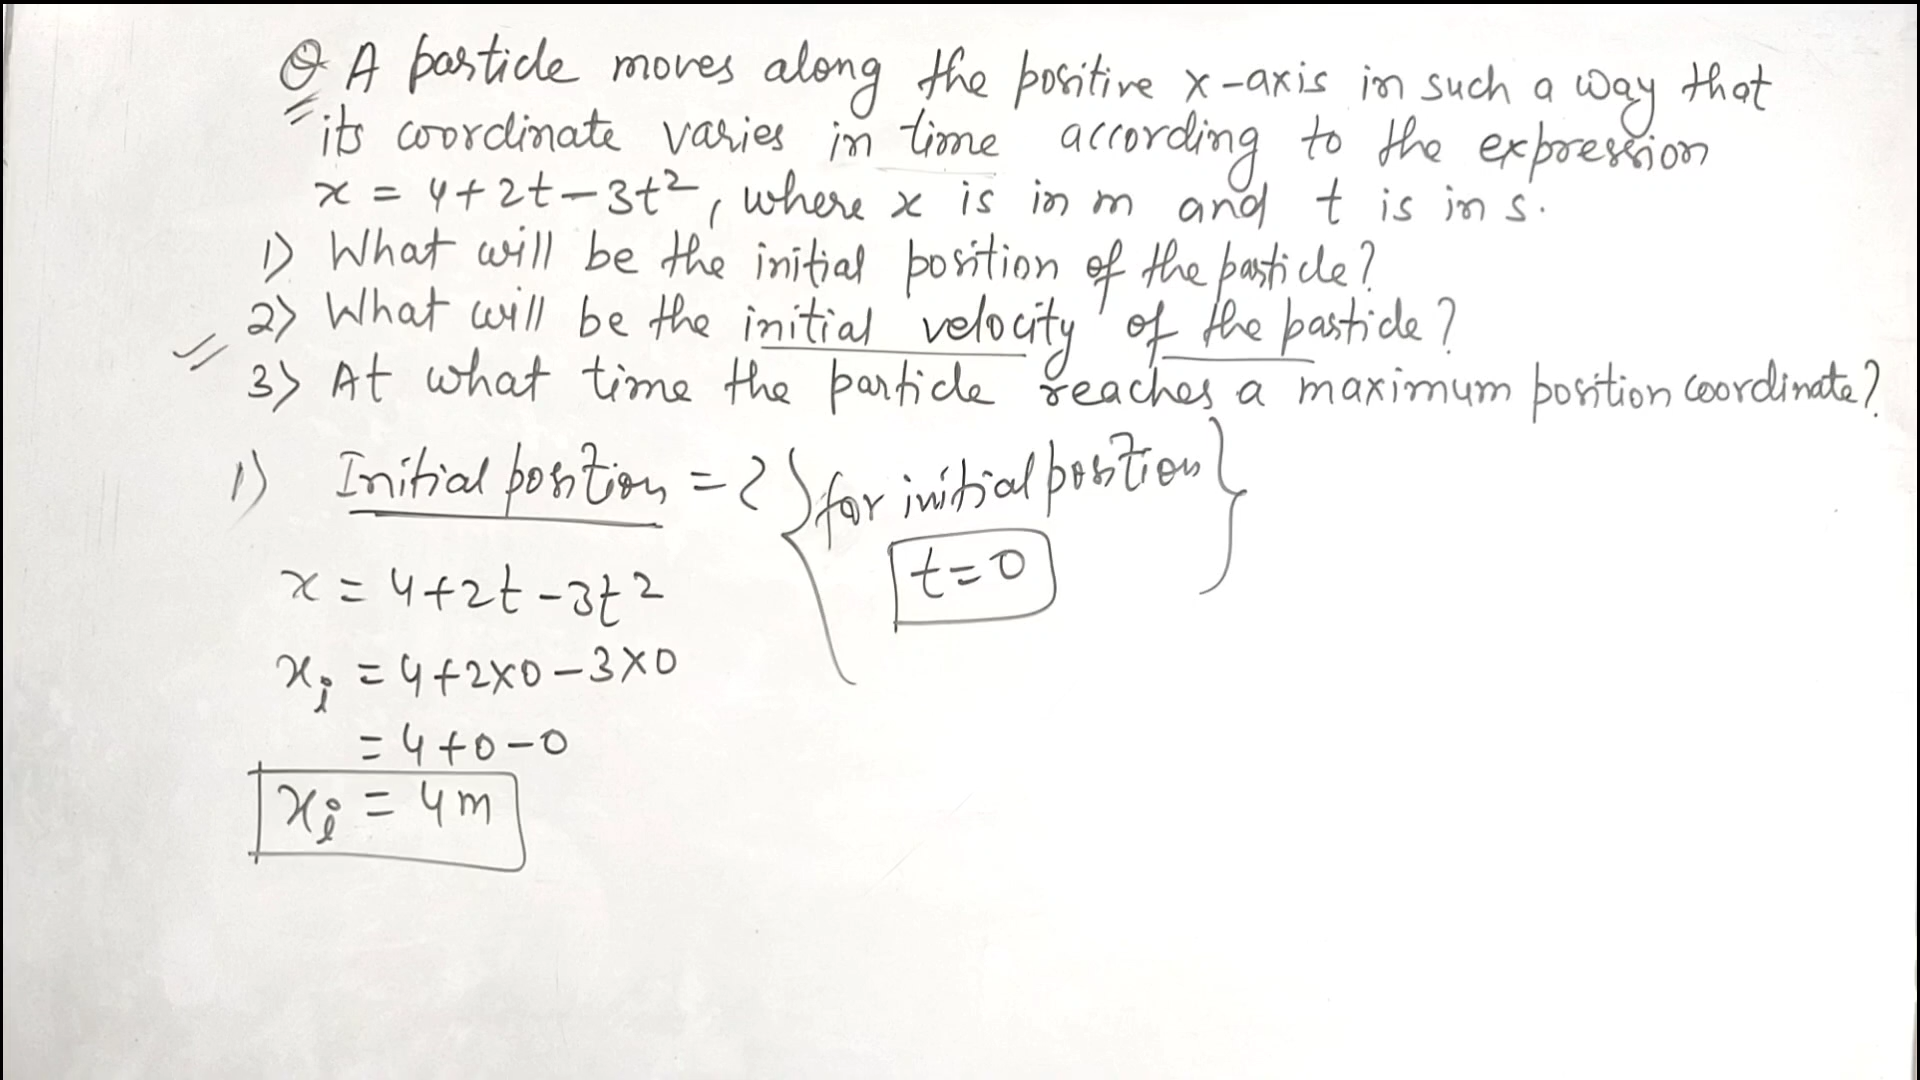 Q A particle moves along the positive x-axis in such a way that
its coordinate varies in time according to the expression
x = 4+2t-3t², where x is in m and t is in s.
1) What will be the initial position of the particle?
2) What will be the initial velocity of the particle?
3) At what time the particle reaches a maximum position coordinate?
1) Initial position = ? } for initial position }
t=0
x = 4+2t-3t²
xi = 4+2×0-3×0
= 4+0-0
xi = 4m